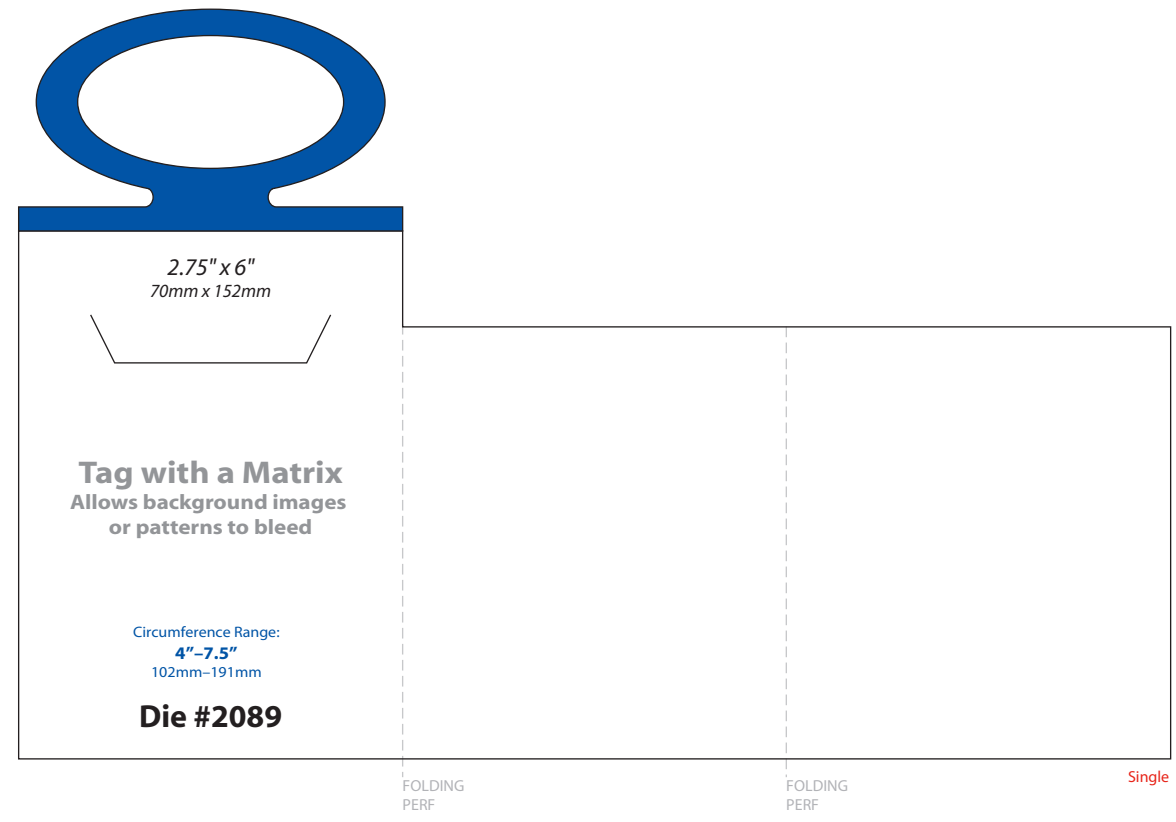 2.75" x 6"
70mm x 152mm
Tag with a Matrix
Allows background images
or patterns to bleed
Circumference Range:
4”–7.5”
102mm–191mm
Die #2089
FOLDING
PERF
FOLDING
PERF
Single